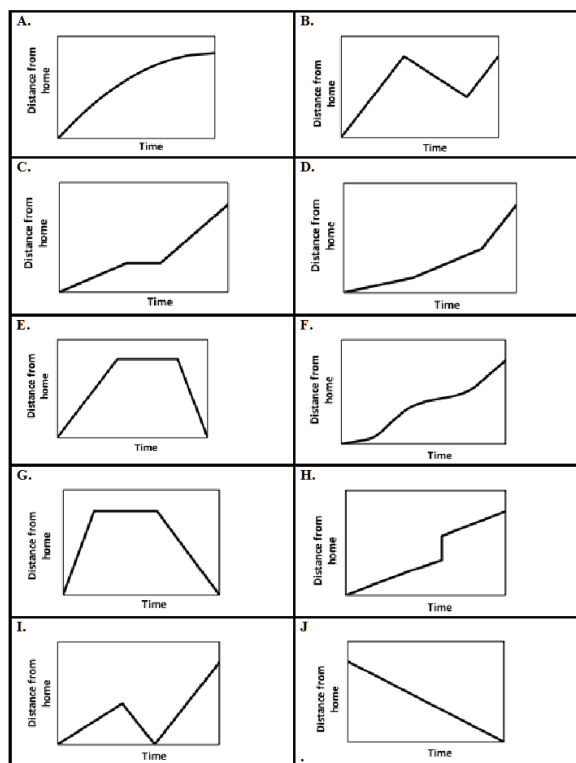 A.
Distance from
home
Time
B.
Distance from
home
Time
C.
Distance from
home
Time
D.
Distance from
home
Time
E.
Distance from
home
Time
F.
Distance from
home
Time
G.
Distance from
home
Time
H.
Distance from
home
Time
I.
Distance from
home
Time
J
Distance from
home
Time
.